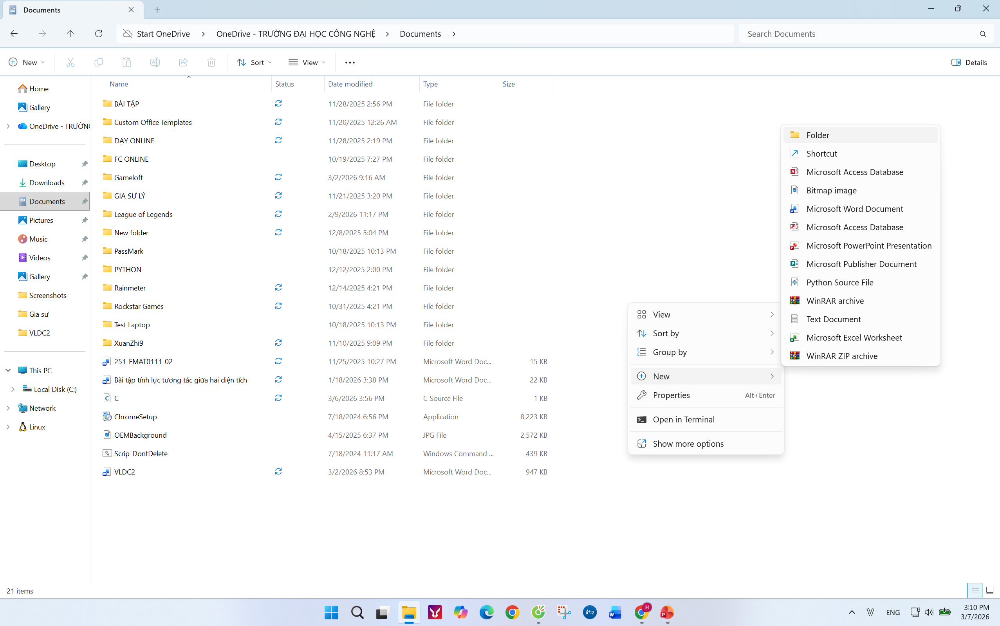 Documents
Start OneDrive > OneDrive - TRƯỜNG ĐẠI HỌC CÔNG NGHỆ > Documents >
Search Documents
New
Sort
View
Details
Home
Gallery
OneDrive - TRƯỜN
Desktop
Downloads
Documents
Pictures
Music
Videos
Gallery
Screenshots
Gia sư
VLDC2
This PC
Local Disk (C:)
Network
Linux
Name Status Date modified Type Size
BÀI TẬP 11/28/2025 2:56 PM File folder
Custom Office Templates 11/20/2025 12:26 AM File folder
DẠY ONLINE 11/28/2025 2:19 PM File folder
FC ONLINE 10/19/2025 7:27 PM File folder
Gameloft 3/2/2026 9:16 AM File folder
GIA SƯ LÝ 11/21/2025 3:20 PM File folder
League of Legends 2/9/2026 11:17 PM File folder
New folder 12/8/2025 5:04 PM File folder
PassMark 10/18/2025 10:13 PM File folder
PYTHON 12/12/2025 2:00 PM File folder
Rainmeter 12/14/2025 4:21 PM File folder
Rockstar Games 10/31/2025 4:21 PM File folder
Test Laptop 10/18/2025 10:13 PM File folder
XuanZhi9 11/10/2025 9:09 PM File folder
251_FMAT0111_02 11/25/2025 10:27 PM Microsoft Word Doc... 15 KB
Bài tập tính lực tương tác giữa hai điện tích 1/18/2026 3:38 PM Microsoft Word Doc... 22 KB
C 3/6/2026 3:56 PM C Source File 1 KB
ChromeSetup 7/18/2024 6:56 PM Application 8,223 KB
OEMBackground 4/15/2025 6:37 PM JPG File 2,572 KB
Scrip_DontDelete 7/18/2024 11:17 AM Windows Command ... 439 KB
VLDC2 3/2/2026 8:53 PM Microsoft Word Doc... 947 KB
View
Sort by
Group by
New
Properties Alt+Enter
Open in Terminal
Show more options
Folder
Shortcut
Microsoft Access Database
Bitmap image
Microsoft Word Document
Microsoft Access Database
Microsoft PowerPoint Presentation
Microsoft Publisher Document
Python Source File
WinRAR archive
Text Document
Microsoft Excel Worksheet
WinRAR ZIP archive
21 items
lite
H
V
ENG
3:10 PM
3/7/2026